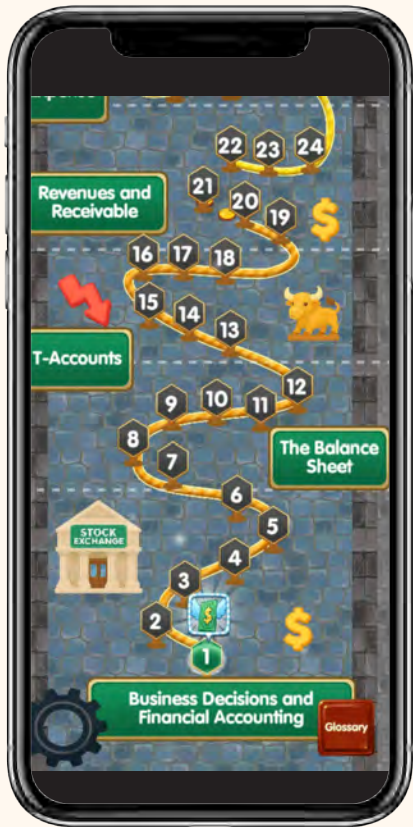 22 23 24
21
20
19
Revenues and
Receivable
$
16 17 18
15
14
13
T-Accounts
12
9 10 11
8
7
The Balance
Sheet
6
5
STOCK
EXCHANGE
4
3
2
$
1
$
Business Decisions and
Financial Accounting
Glossary